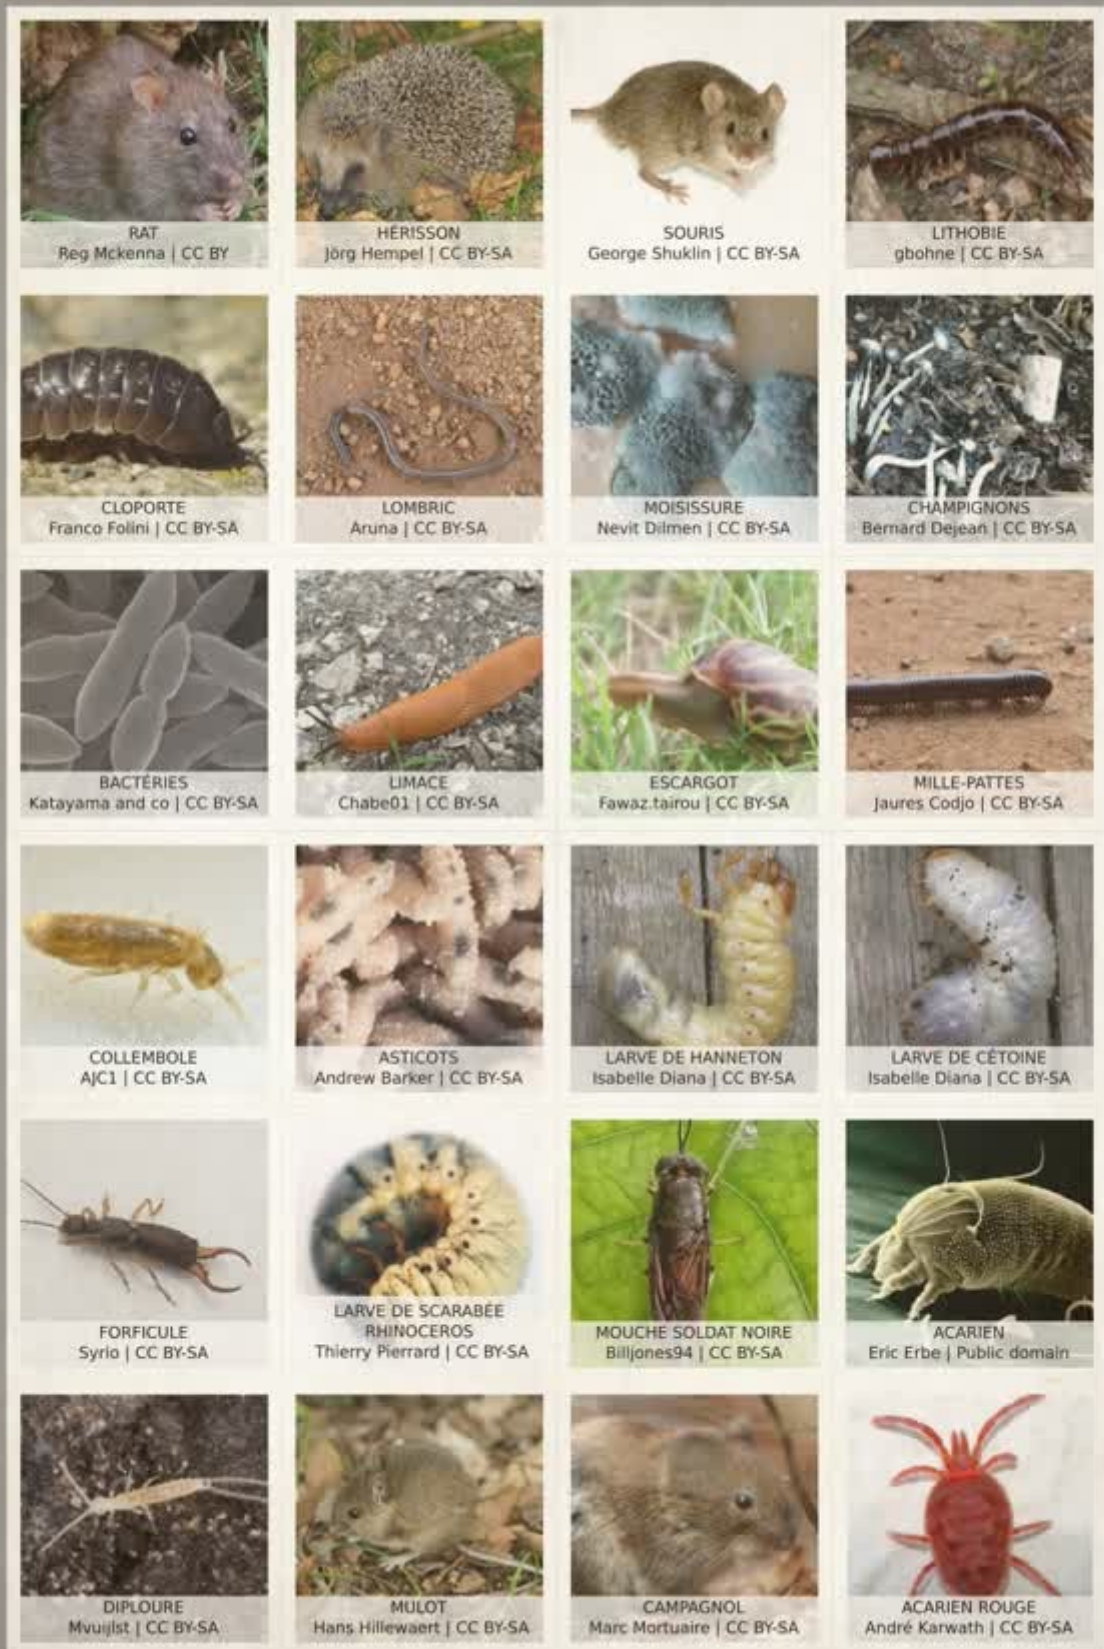 RAT
Reg Mckenna | CC BY
HÉRISSON
Jörg Hempel | CC BY-SA
SOURIS
George Shuklin | CC BY-SA
LITHOBIE
gbohne | CC BY-SA
CLOPORTE
Franco Folini | CC BY-SA
LOMBRIC
Aruna | CC BY-SA
MOISISSURE
Nevit Dilmen | CC BY-SA
CHAMPIGNONS
Bernard Dejean | CC BY-SA
BACTÉRIES
Katayama and co | CC BY-SA
LIMACE
Chabe01 | CC BY-SA
ESCARGOT
Fawaz.tairou | CC BY-SA
MILLE-PATTES
Jaures Codjo | CC BY-SA
COLLEMBOLE
AJC1 | CC BY-SA
ASTICOTS
Andrew Barker | CC BY-SA
LARVE DE HANNETON
Isabelle Diana | CC BY-SA
LARVE DE CÉTOINE
Isabelle Diana | CC BY-SA
FORFICULE
Syrio | CC BY-SA
LARVE DE SCARABÉE
RHINOCEROS
Thierry Pierrard | CC BY-SA
MOUCHE SOLDAT NOIRE
Billjones94 | CC BY-SA
ACARIEN
Eric Erbe | Public domain
DIPLOURE
Mvuijlst | CC BY-SA
MULOT
Hans Hillewaert | CC BY-SA
CAMPAGNOL
Marc Mortuaire | CC BY-SA
ACARIEN ROUGE
André Karwath | CC BY-SA